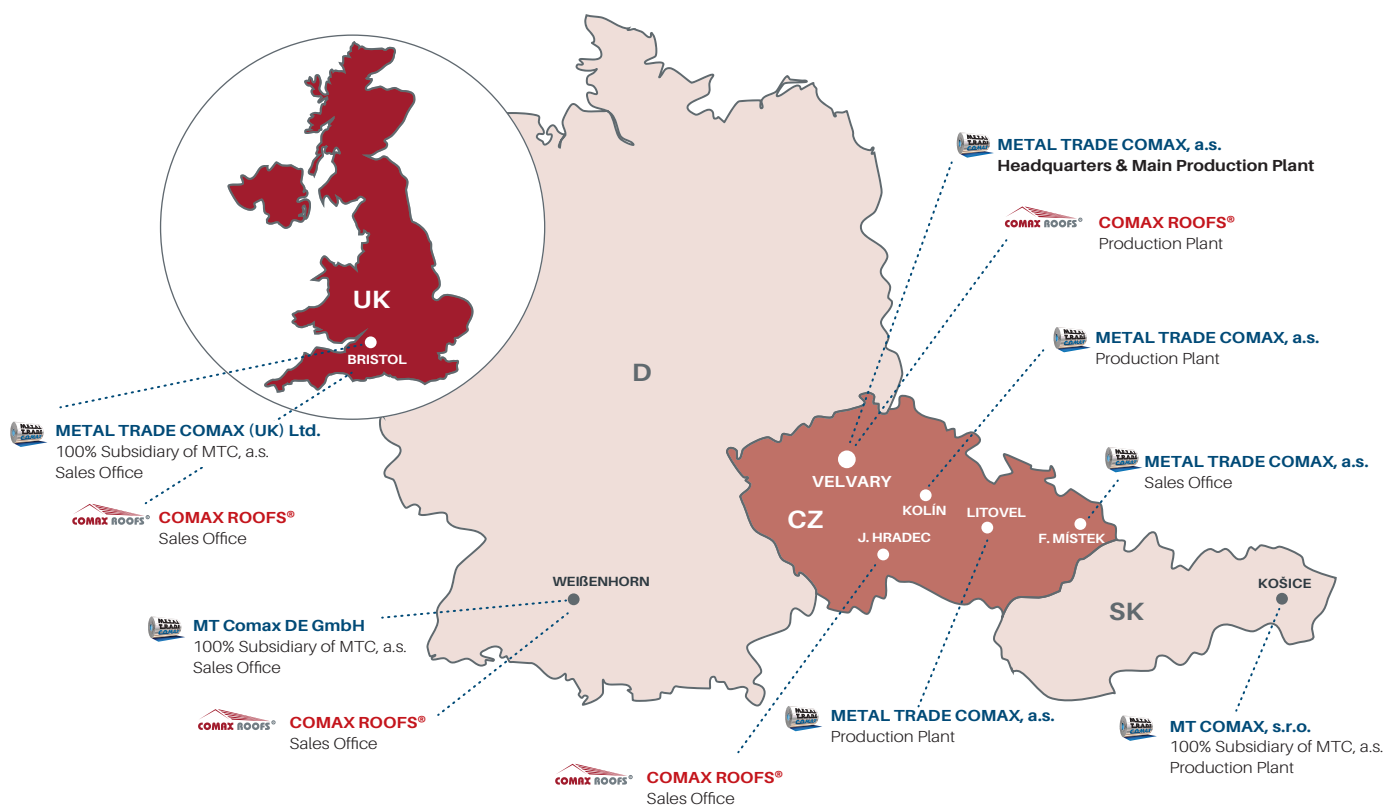 METAL TRADE COMAX, a.s.
Headquarters & Main Production Plant
COMAX ROOFS®
COMAX ROOFS®
Production Plant
UK
BRISTOL
METAL TRADE COMAX, a.s.
Production Plant
D
METAL TRADE COMAX (UK) Ltd.
100% Subsidiary of MTC, a.s.
Sales Office
METAL TRADE COMAX, a.s.
Sales Office
VELVARY
KOLÍN
LITOVEL
CZ
J. HRADEC
F. MÍSTEK
COMAX ROOFS®
COMAX ROOFS®
Sales Office
WEIßENHORN
KOŠICE
SK
MT Comax DE GmbH
100% Subsidiary of MTC, a.s.
Sales Office
COMAX ROOFS®
COMAX ROOFS®
Sales Office
METAL TRADE COMAX, a.s.
Production Plant
MT COMAX, s.r.o.
100% Subsidiary of MTC, a.s.
Production Plant
COMAX ROOFS®
COMAX ROOFS®
Sales Office